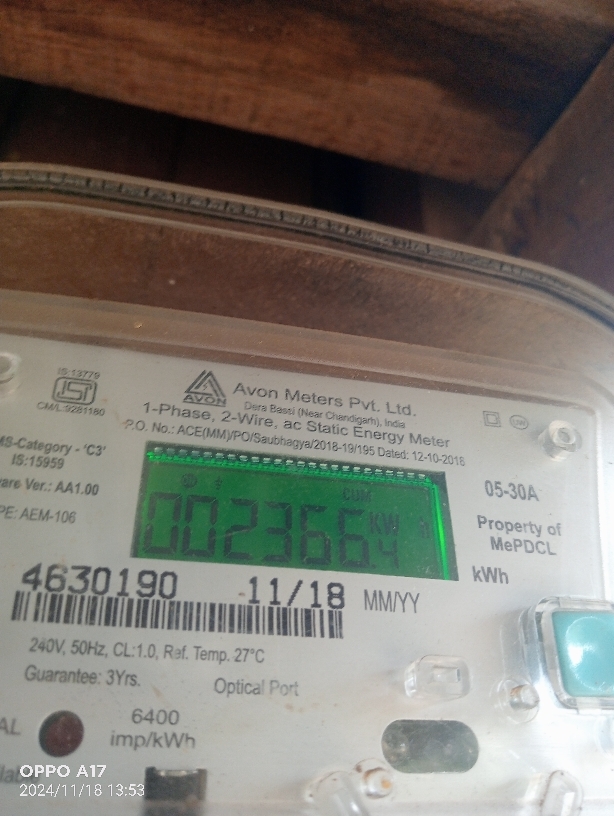 IS:13779
ISI
CM/L:9281180
AVON
Avon Meters Pvt. Ltd.
Dera Bassi (Near Chandigarh), India
1-Phase, 2-Wire, ac Static Energy Meter
P.O. No.: ACE(MM)/PO/Saubhagya/2018-19/195 Dated: 12-10-2018
MS-Category - 'C3'
IS:15959
are Ver.: AA1.00
PE: AEM-106
CUM
002366.4 KW h
05-30A
Property of
MePDCL
kWh
4630190 11/18 MM/YY
240V, 50Hz, CL:1.0, Ref. Temp. 27°C
Guarantee: 3Yrs.
Optical Port
AL
6400
imp/kWh
OPPO A17
2024/11/18 13:53